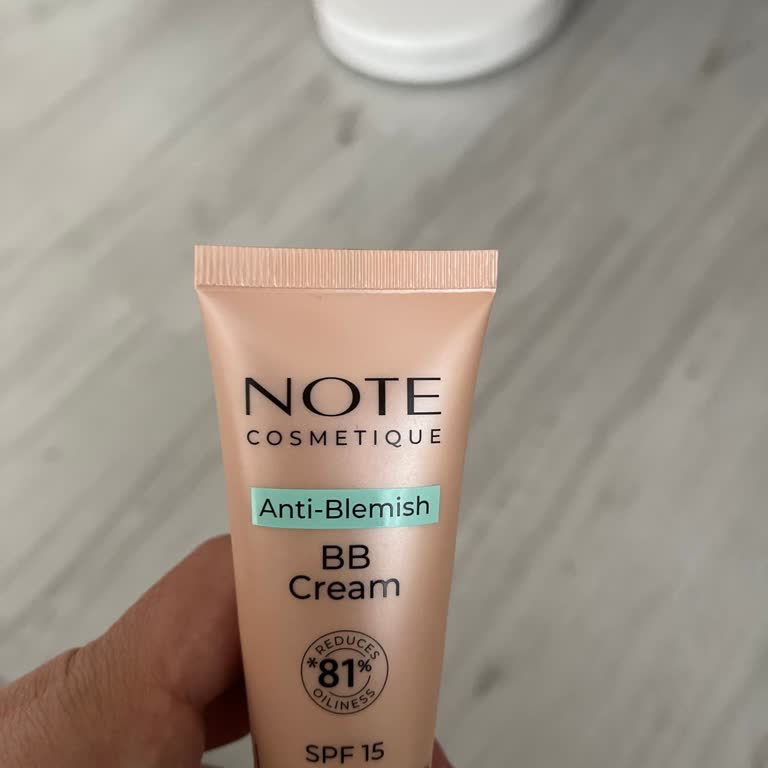 NOTE
COSMETIQUE
Anti-Blemish
BB
Cream
REDUCES
*81%
OILINESS
SPF 15